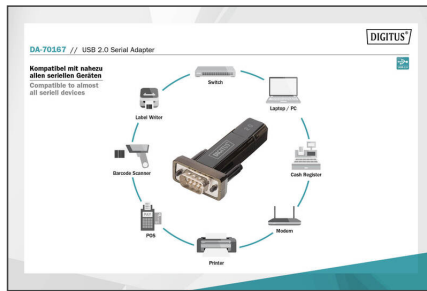 DIGITUS®
DA-70167 // USB 2.0 Serial Adapter
Kompatibel mit nahezu
allen seriellen Geräten
Compatible to almost
all seriell devices
Switch
Label Writer
Laptop / PC
Barcode Scanner
DIGITUS
Cash Register
POS
Modem
Printer